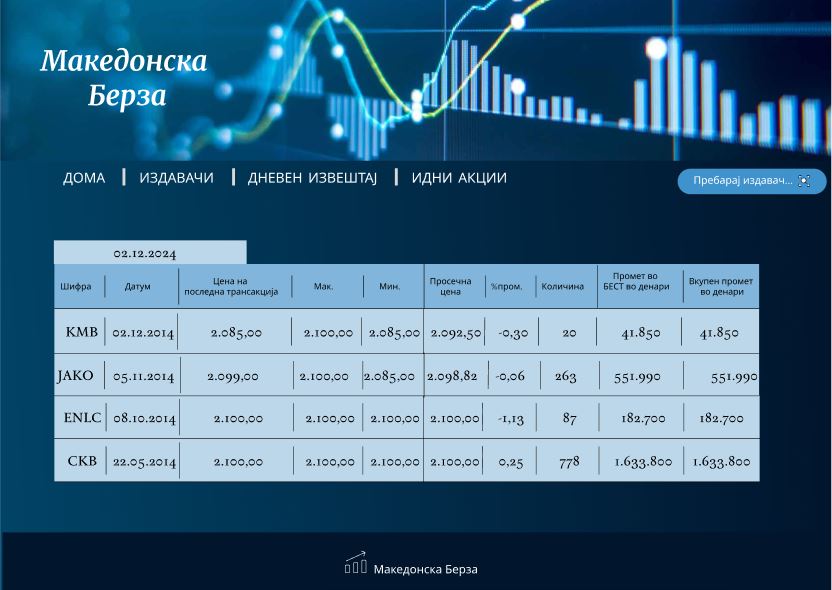 Македонска
Берза
ДОМА | ИЗДАВАЧИ | ДНЕВЕН ИЗВЕШТАЈ | ИДНИ АКЦИИ
Пребарај издавач...
02.12.2024
Шифра Датум Цена на последна трансакција Мак. Мин. Просечна цена %пром. Количина Промет во БЕСТ во денари Вкупен промет во денари
KMB 02.12.2014 2.085,00 2.100,00 2.085,00 2.092,50 -0,30 20 41.850 41.850
JAKO 05.11.2014 2.099,00 2.100,00 2.085,00 2.098,82 -0,06 263 551.990 551.990
ENLC 08.10.2014 2.100,00 2.100,00 2.100,00 2.100,00 -1,13 87 182.700 182.700
CKB 22.05.2014 2.100,00 2.100,00 2.100,00 2.100,00 0,25 778 1.633.800 1.633.800
Македонска Берза